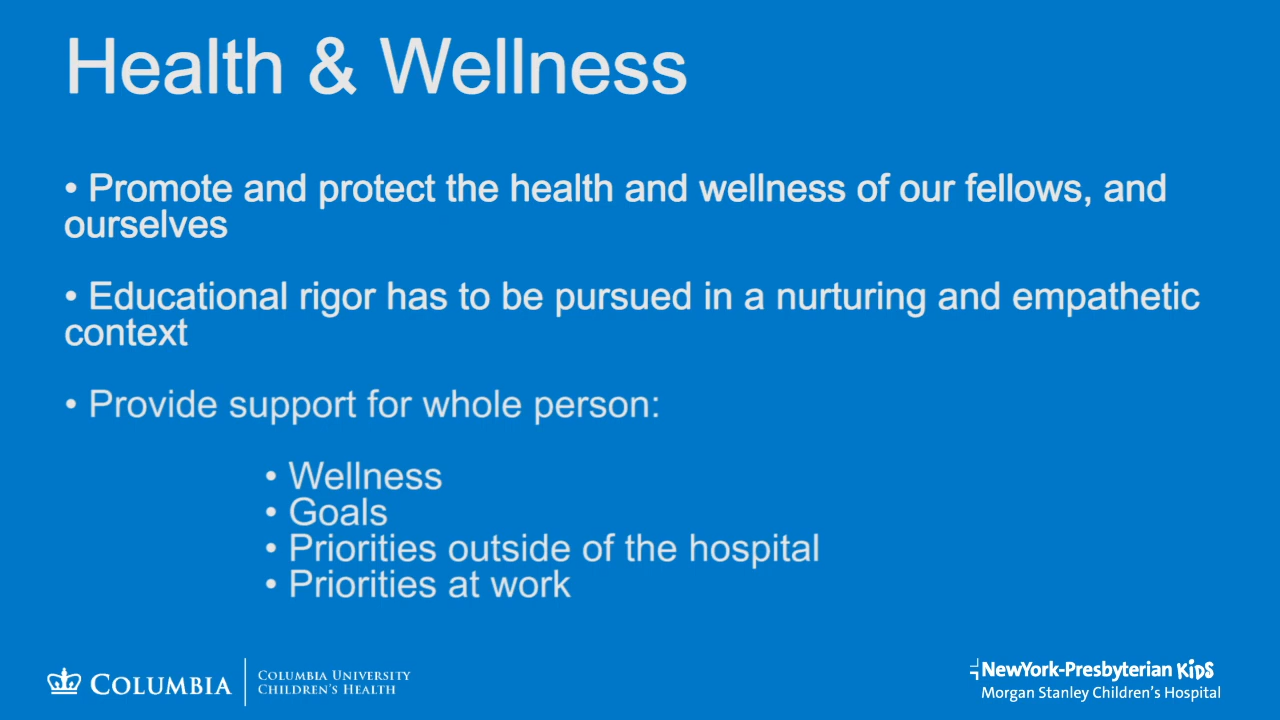 Health & Wellness
• Promote and protect the health and wellness of our fellows, and
ourselves
• Educational rigor has to be pursued in a nurturing and empathetic
context
• Provide support for whole person:
• Wellness
• Goals
• Priorities outside of the hospital
• Priorities at work
COLUMBIA
COLUMBIA UNIVERSITY
CHILDREN'S HEALTH
NewYork-Presbyterian KiDS
Morgan Stanley Children's Hospital